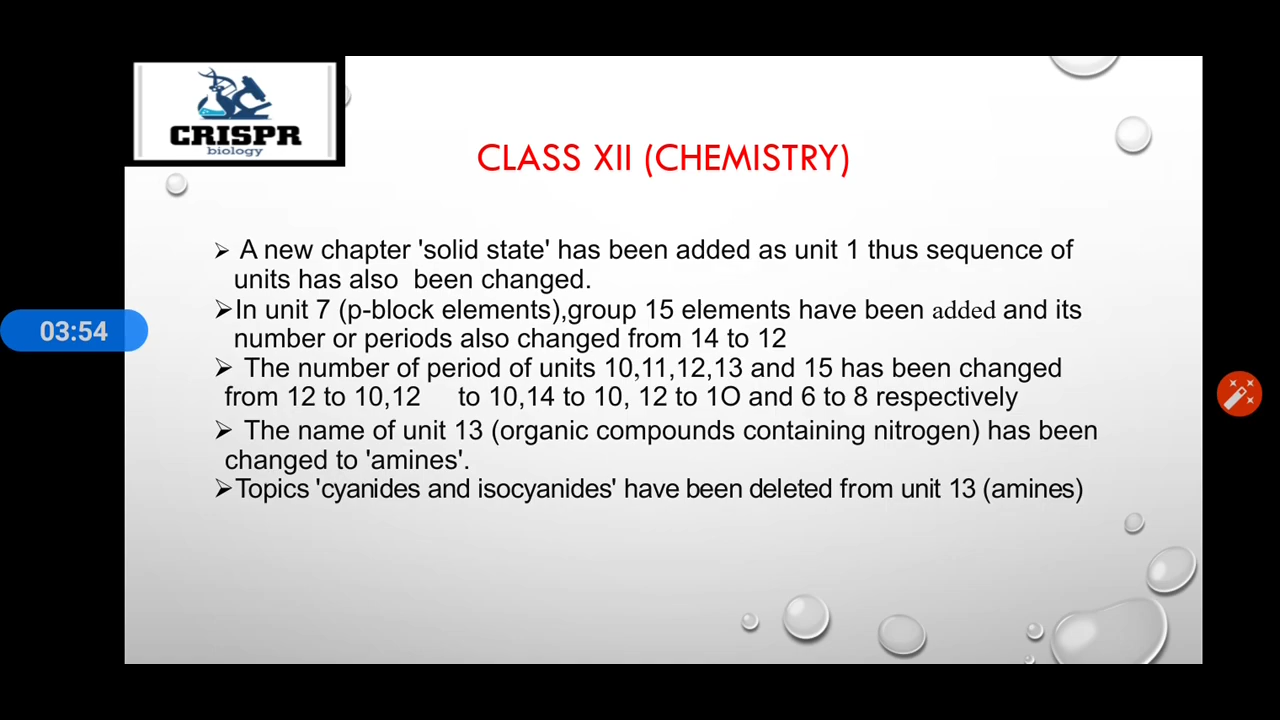 CRISPR
biology
CLASS XII (CHEMISTRY)
➢ A new chapter 'solid state' has been added as unit 1 thus sequence of
units has also been changed.
➢In unit 7 (p-block elements),group 15 elements have been added and its
number or periods also changed from 14 to 12
03:54
➢ The number of period of units 10,11,12,13 and 15 has been changed
from 12 to 10,12 to 10,14 to 10, 12 to 1O and 6 to 8 respectively
➢ The name of unit 13 (organic compounds containing nitrogen) has been
changed to 'amines'.
➢Topics 'cyanides and isocyanides' have been deleted from unit 13 (amines)